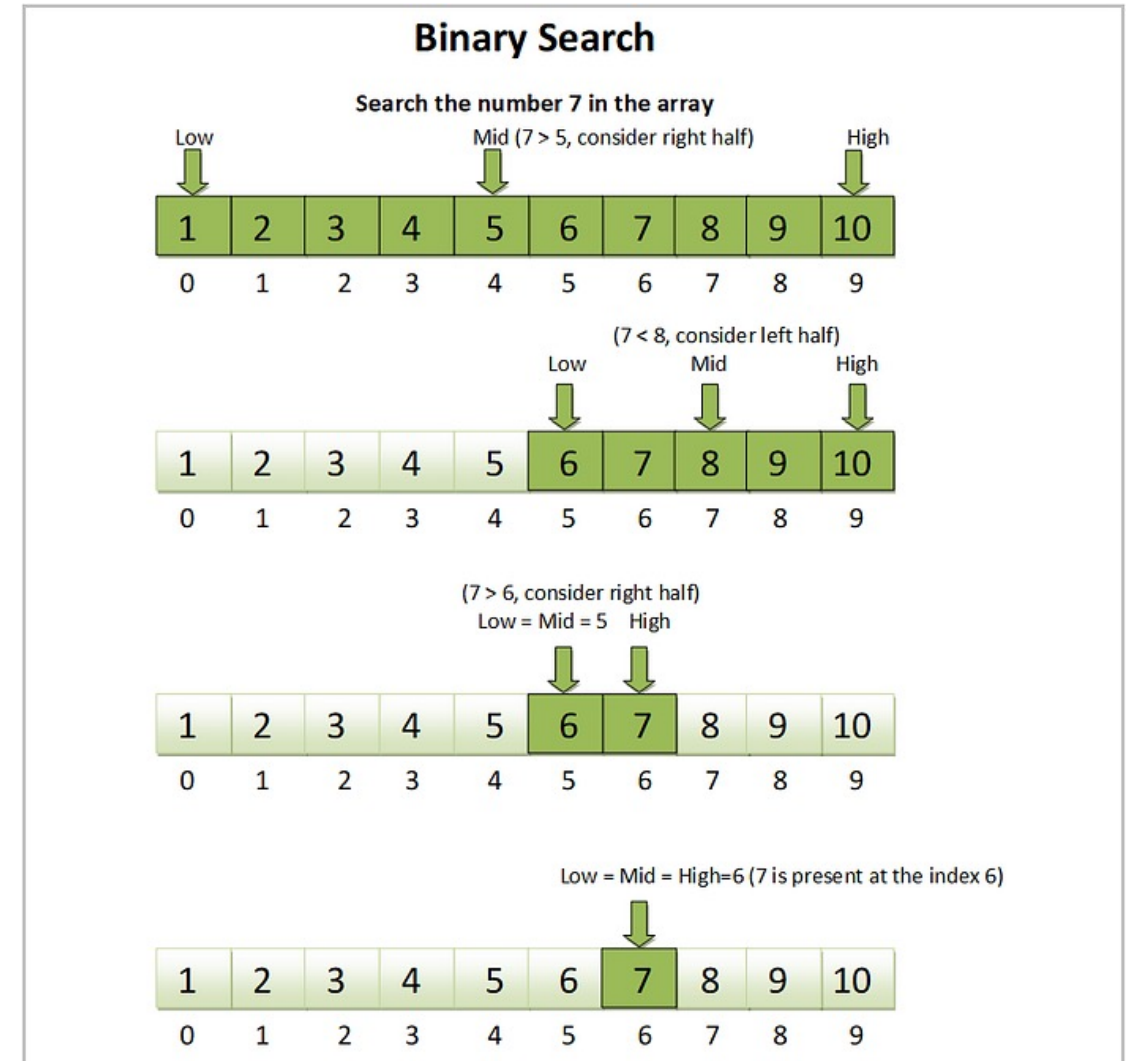 Binary Search
Search the number 7 in the array
Low Mid (7 > 5, consider right half) High
1 2 3 4 5 6 7 8 9 10
0 1 2 3 4 5 6 7 8 9
(7 < 8, consider left half)
Low Mid High
1 2 3 4 5 6 7 8 9 10
0 1 2 3 4 5 6 7 8 9
(7 > 6, consider right half)
Low = Mid = 5 High
1 2 3 4 5 6 7 8 9 10
0 1 2 3 4 5 6 7 8 9
Low = Mid = High=6 (7 is present at the index 6)
1 2 3 4 5 6 7 8 9 10
0 1 2 3 4 5 6 7 8 9